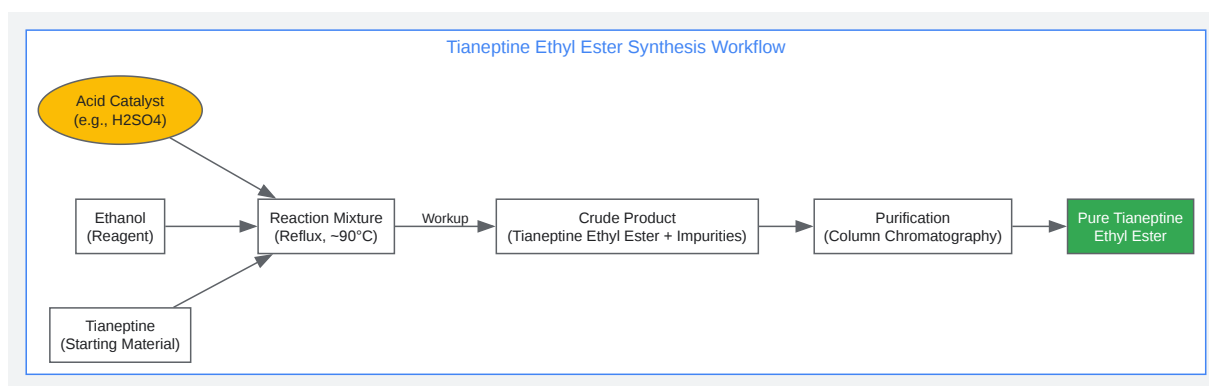 Tianeptine Ethyl Ester Synthesis Workflow
Acid Catalyst
(e.g., H2SO4)
Ethanol
(Reagent)
Tianeptine
(Starting Material)
Reaction Mixture
(Reflux, ~90°C)
Workup
Crude Product
(Tianeptine Ethyl Ester + Impurities)
Purification
(Column Chromatography)
Pure Tianeptine
Ethyl Ester